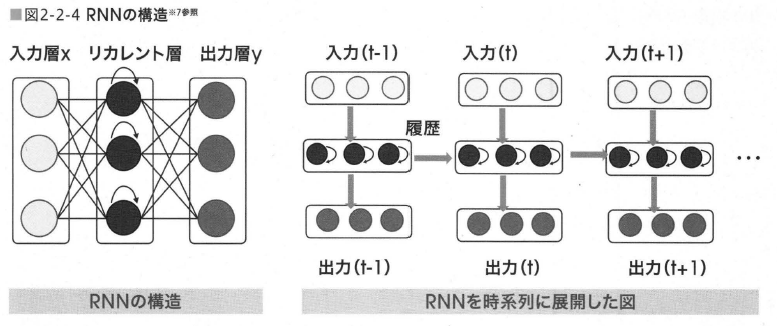 ■図2-2-4 RNNの構造※7参照
入力層x リカレント層 出力層y
入力(t-1) 入力(t) 入力(t+1)
履歴
…
出力(t-1) 出力(t) 出力(t+1)
RNNの構造 RNNを時系列に展開した図